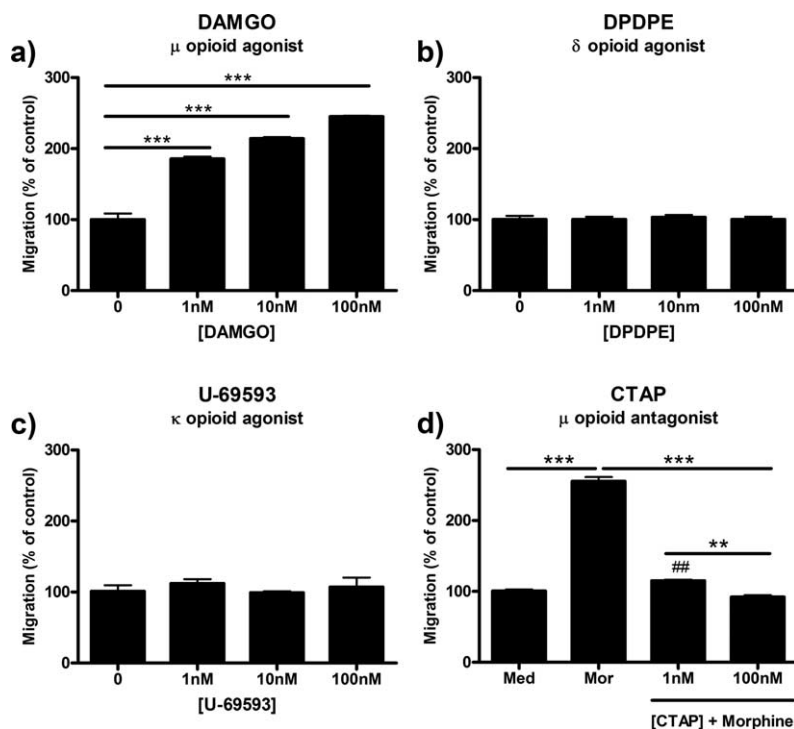 DAMGO
μ opioid agonist
a)
Migration (% of control)
300
200
100
0
***
***
***
0 1nM 10nM 100nM
[DAMGO]
DPDPE
δ opioid agonist
b)
Migration (% of control)
300
200
100
0
0 1nM 10nm 100nM
[DPDPE]
U-69593
κ opioid agonist
c)
Migration (% of control)
300
200
100
0
0 1nM 10nM 100nM
[U-69593]
CTAP
μ opioid antagonist
d)
Migration (% of control)
300
200
100
0
*** ***
**
##
Med Mor 1nM 100nM
[CTAP] + Morphine